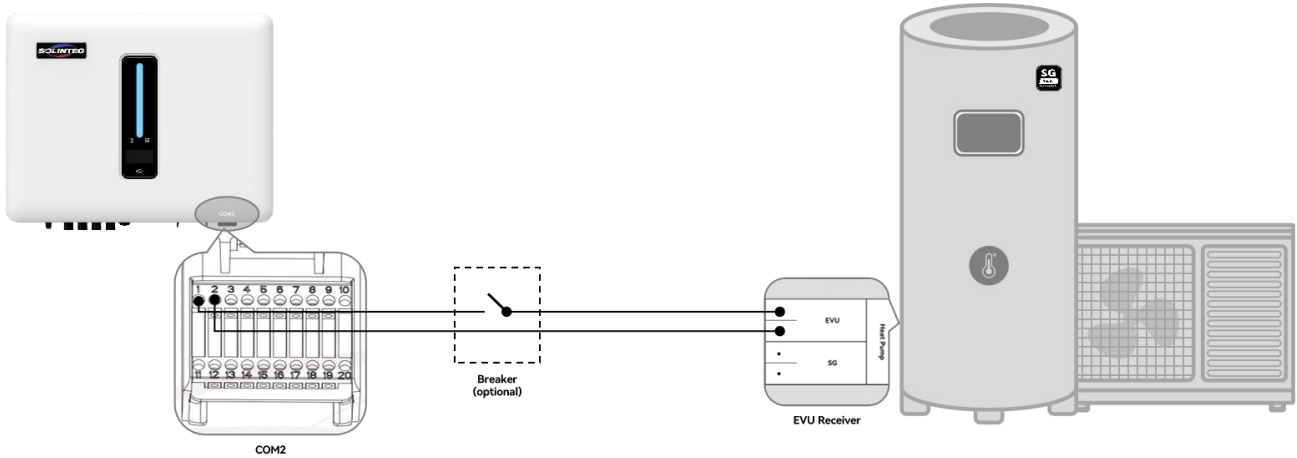 SOLINTEG
SG
COM2
1 2 3 4 5 6 7 8 9 10
11 12 13 14 15 16 17 18 19 20
COM2
Breaker
(optional)
EVU
SG
Heat Pump
EVU Receiver